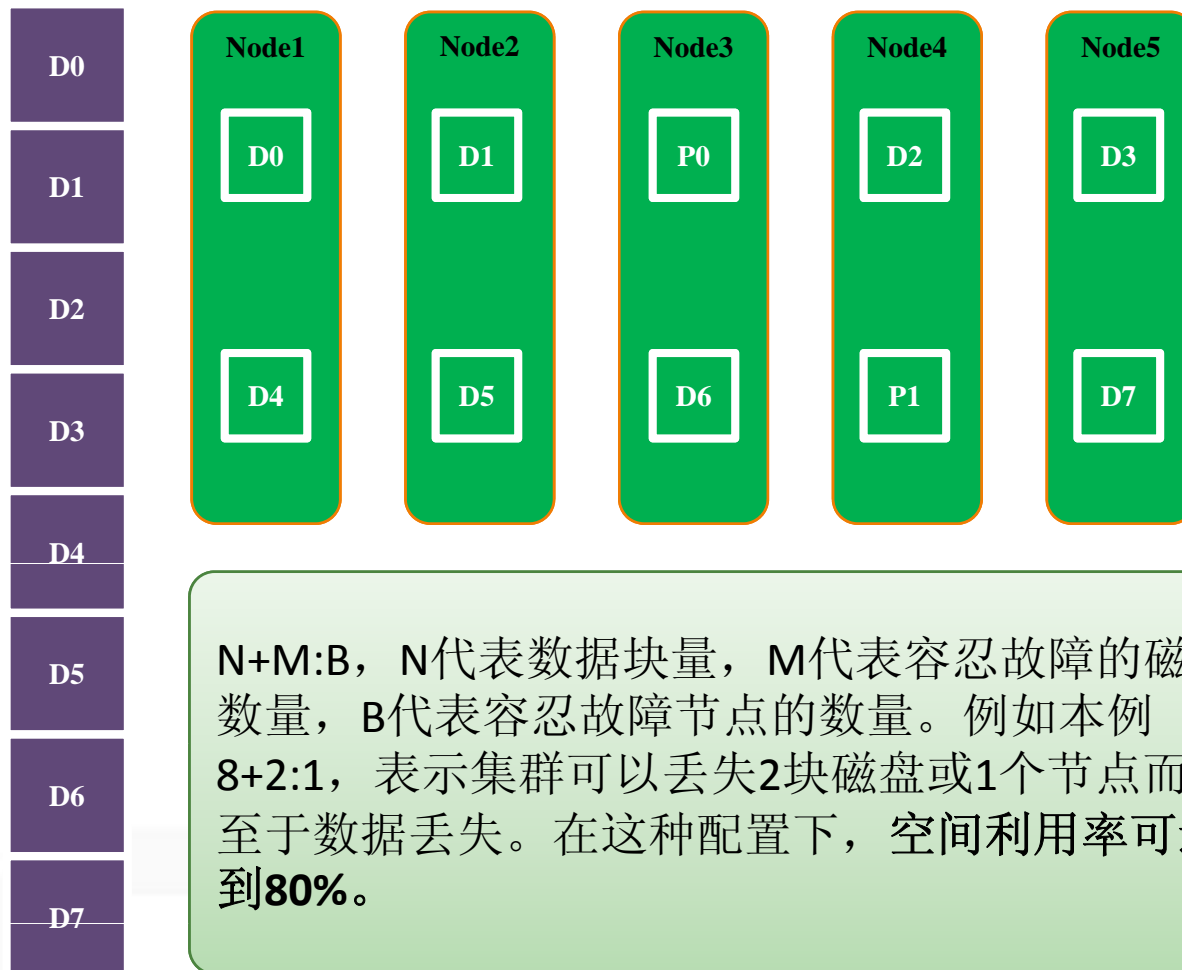 D0
D1
D2
D3
D4
D5
D6
D7
Node1 Node2 Node3 Node4 Node5
D0 D1 P0 D2 D3
D4 D5 D6 P1 D7
N+M:B，N代表数据块量，M代表容忍故障的磁
数量，B代表容忍故障节点的数量。例如本例
8+2:1，表示集群可以丢失2块磁盘或1个节点而
至于数据丢失。在这种配置下，空间利用率可
到80%。